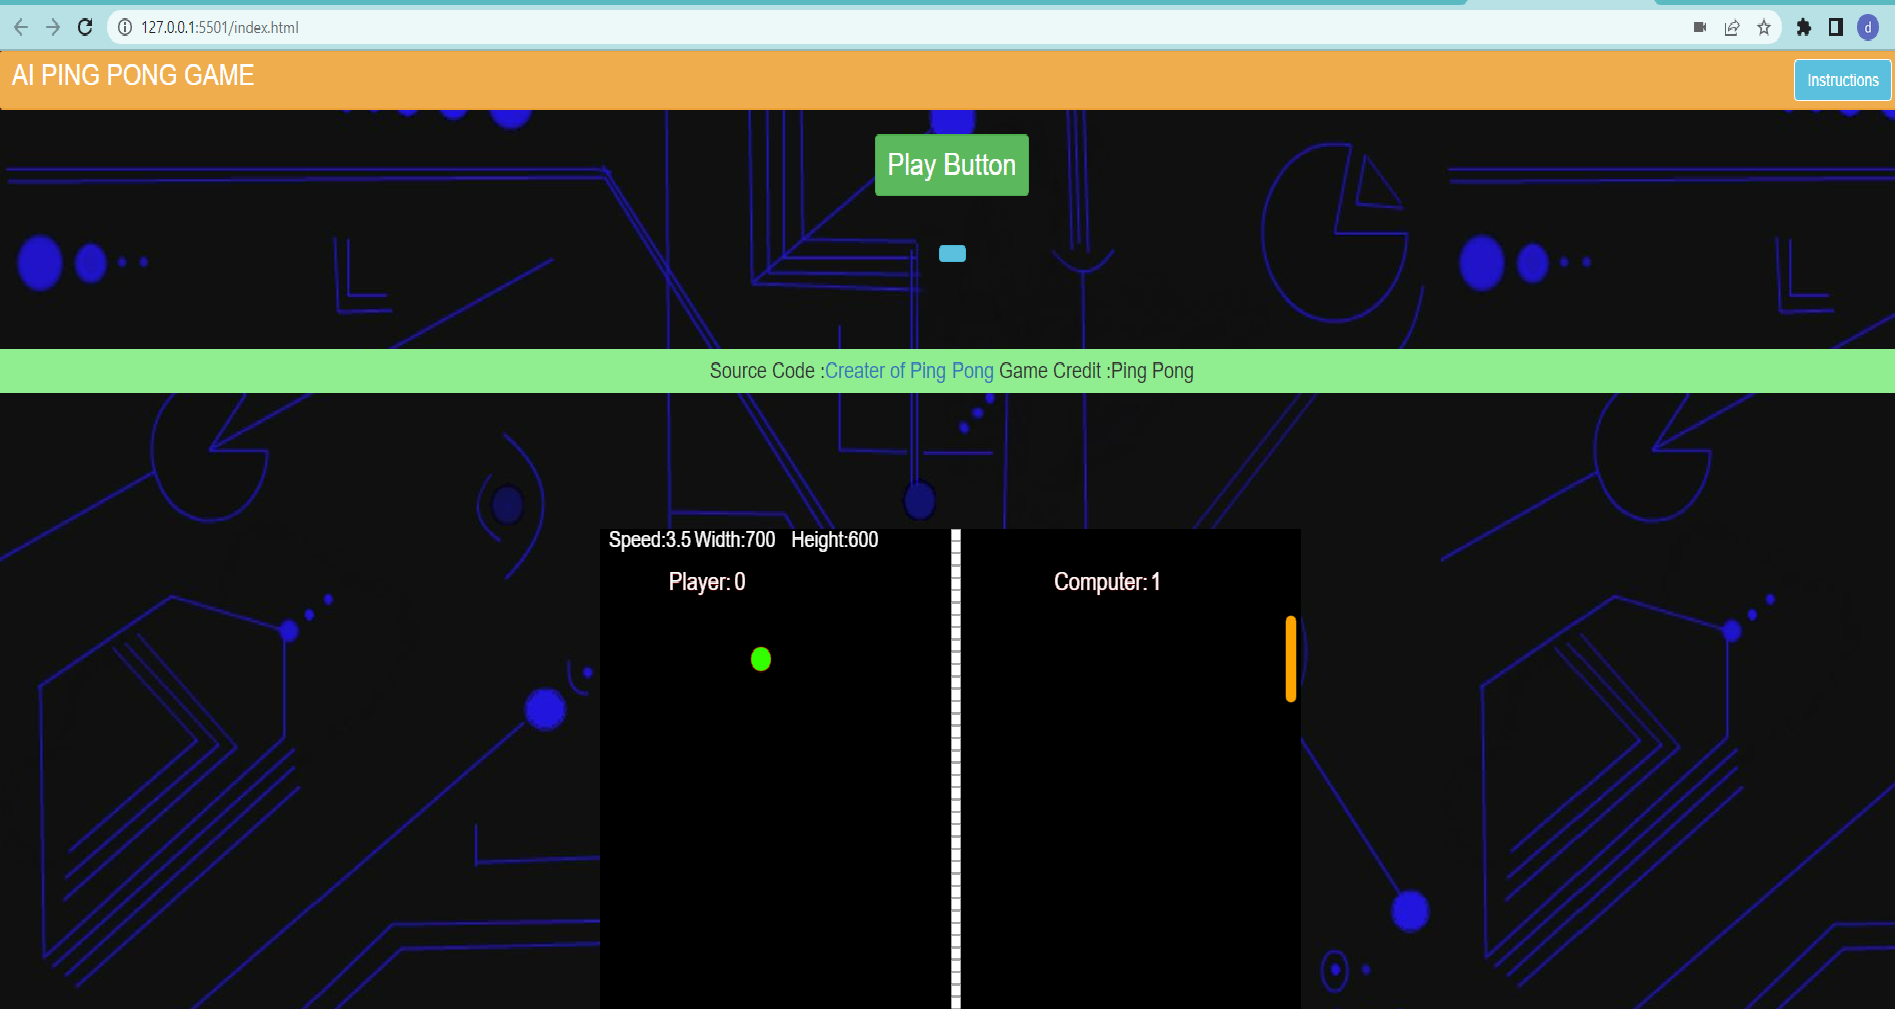 127.0.0.1:5501/index.html
d
AI PING PONG GAME
Instructions
Play Button
Source Code :Creater of Ping Pong Game Credit :Ping Pong
Speed:3.5 Width:700 Height:600
Player: 0 Computer: 1